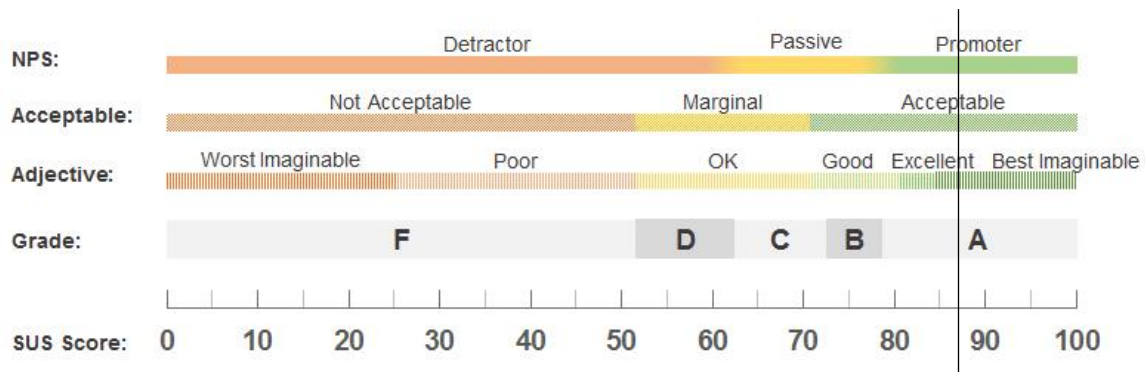 NPS: Detractor Passive Promoter
Acceptable: Not Acceptable Marginal Acceptable
Adjective: Worst Imaginable Poor OK Good Excellent Best Imaginable
Grade: F D C B A
SUS Score: 0 10 20 30 40 50 60 70 80 90 100